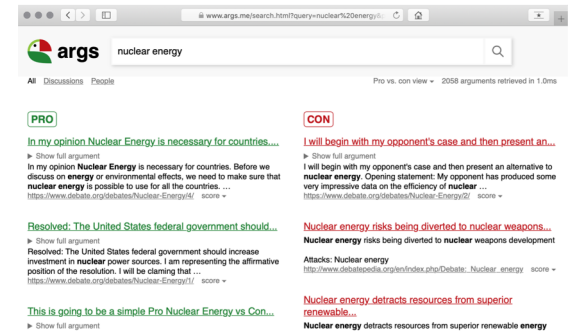 www.args.me/search.html?query=nuclear%20energy&
args
nuclear energy
All Discussions People
Pro vs. con view 2058 arguments retrieved in 1.0ms
PRO
In my opinion Nuclear Energy is necessary for countries....
Show full argument
In my opinion Nuclear Energy is necessary for countries. Before we
discuss on energy or environmental effects, we need to make sure that
nuclear energy is possible to use for all the countries. ...
https://www.debate.org/debates/Nuclear-Energy/4/ score
Resolved: The United States federal government should...
Show full argument
Resolved: The United States federal government should increase
investment in nuclear power sources. I am representing the affirmative
position of the resolution. I will be claming that ...
https://www.debate.org/debates/Nuclear-Energy/1/ score
This is going to be a simple Pro Nuclear Energy vs Con...
Show full argument
CON
I will begin with my opponent's case and then present an...
Show full argument
I will begin with my opponent's case and then present an alternative to
nuclear energy. Opening statement: My opponent has produced some
very impressive data on the efficiency of nuclear ...
https://www.debate.org/debates/Nuclear-Energy/2/ score
Nuclear energy risks being diverted to nuclear weapons...
Nuclear energy risks being diverted to nuclear weapons development
Attacks: Nuclear energy
http://www.debatepedia.org/en/index.php/Debate:_Nuclear_energy score
Nuclear energy detracts resources from superior
renewable...
Nuclear energy detracts resources from superior renewable energy